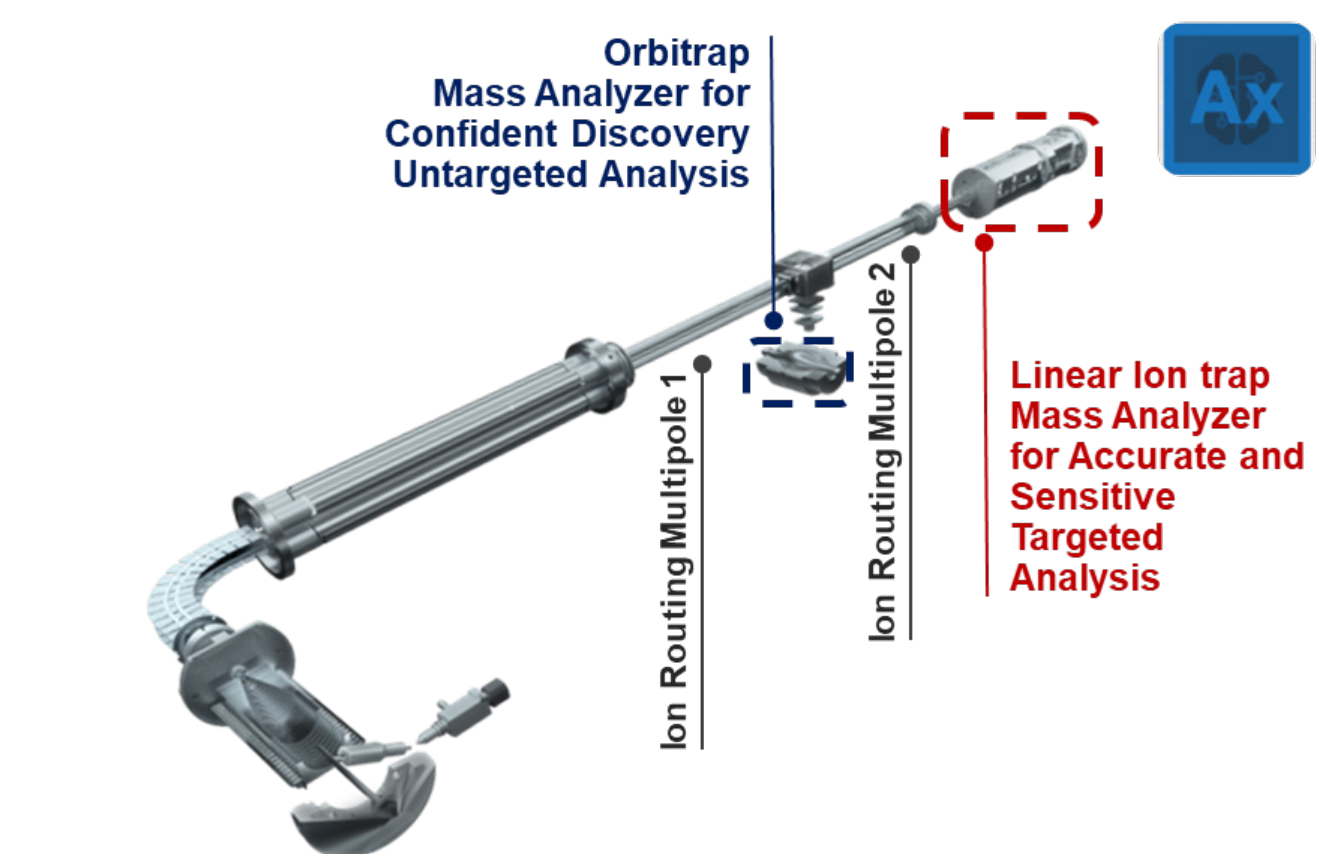 Orbitrap
Mass Analyzer for
Confident Discovery
Untargeted Analysis
Ax
Ion Routing Multipole 1
Ion Routing Multipole 2
Linear Ion trap
Mass Analyzer
for Accurate and
Sensitive
Targeted
Analysis